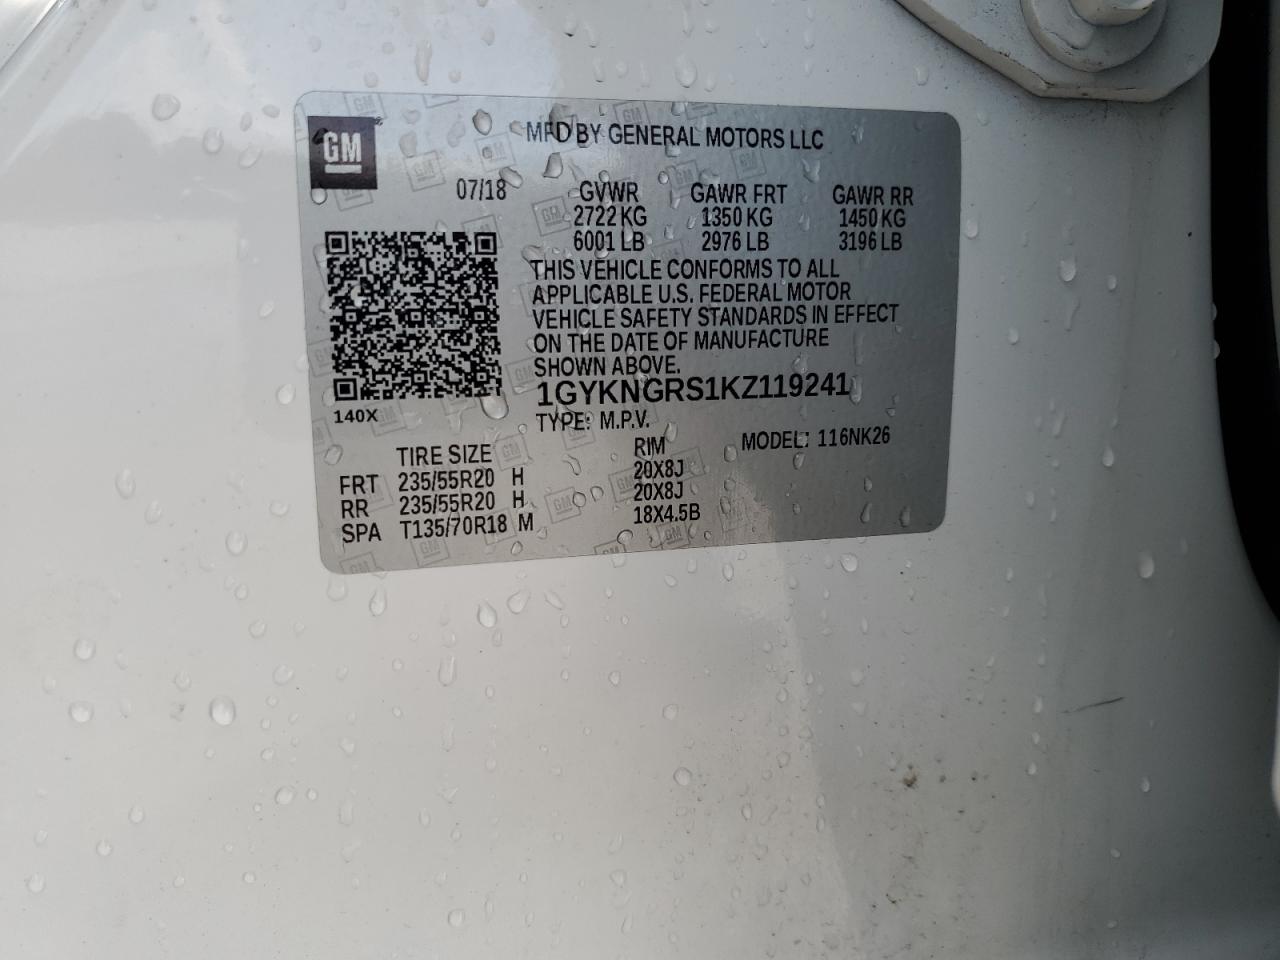 GM
MFD BY GENERAL MOTORS LLC
07/18 GVWR GAWR FRT GAWR RR
2722 KG 1350 KG 1450 KG
6001 LB 2976 LB 3196 LB
THIS VEHICLE CONFORMS TO ALL
APPLICABLE U.S. FEDERAL MOTOR
VEHICLE SAFETY STANDARDS IN EFFECT
ON THE DATE OF MANUFACTURE
SHOWN ABOVE.
1GYKNGRS1KZ119241
140X
TYPE: M.P.V.
TIRE SIZE RIM MODEL: 116NK26
FRT 235/55R20 H 20X8J
RR 235/55R20 H 20X8J
SPA T135/70R18 M 18X4.5B